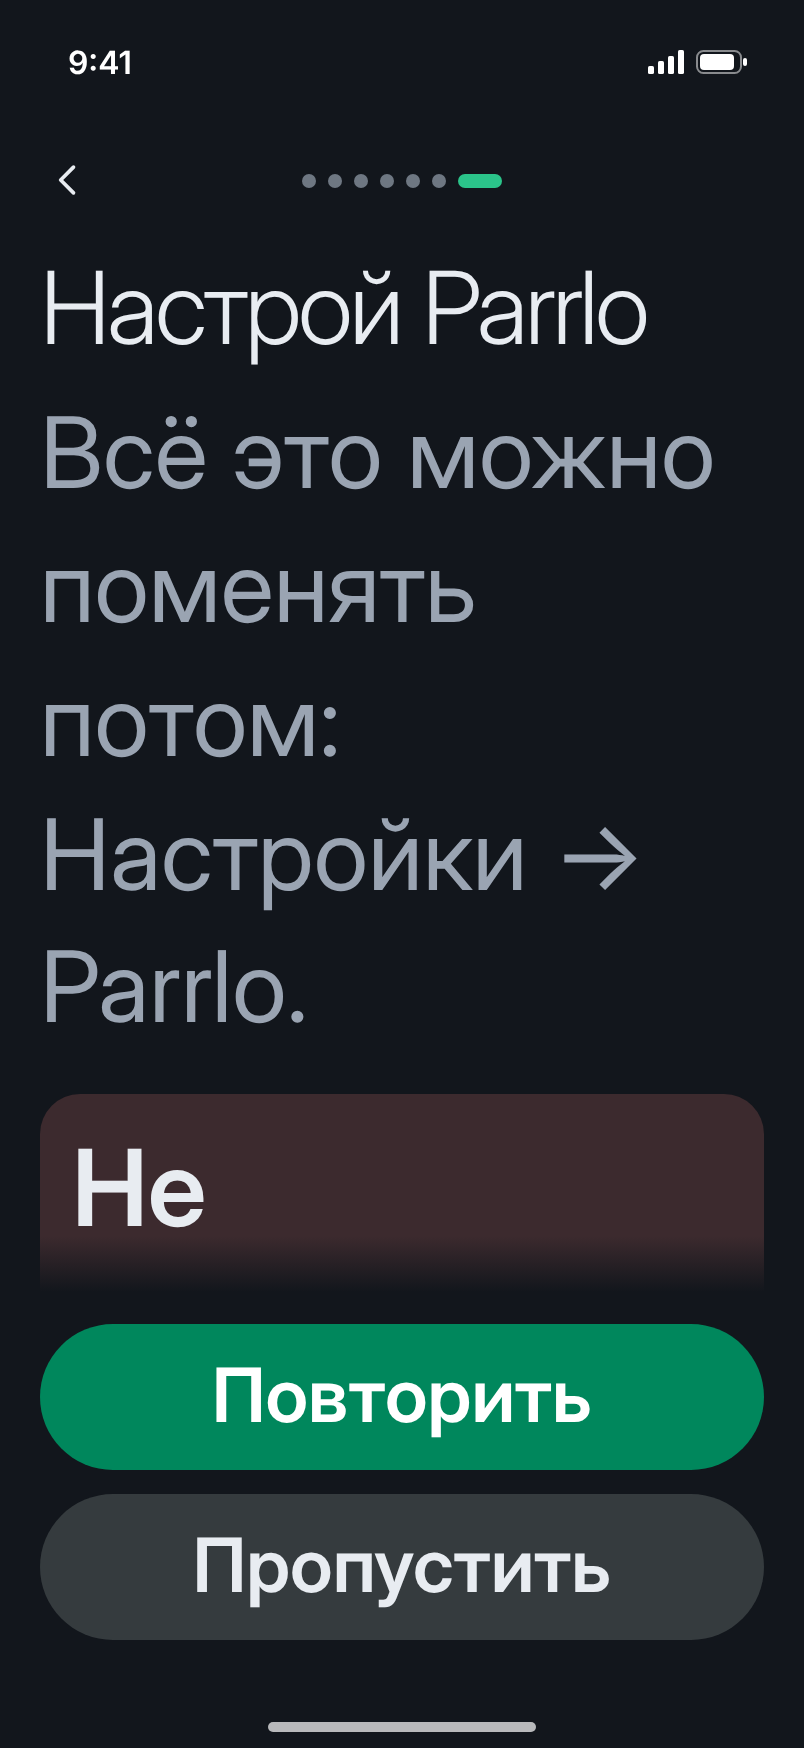 9:41
Настрой Parrlo
Всё это можно
поменять
потом:
Настройки →
Parrlo.
Не
Повторить
Пропустить